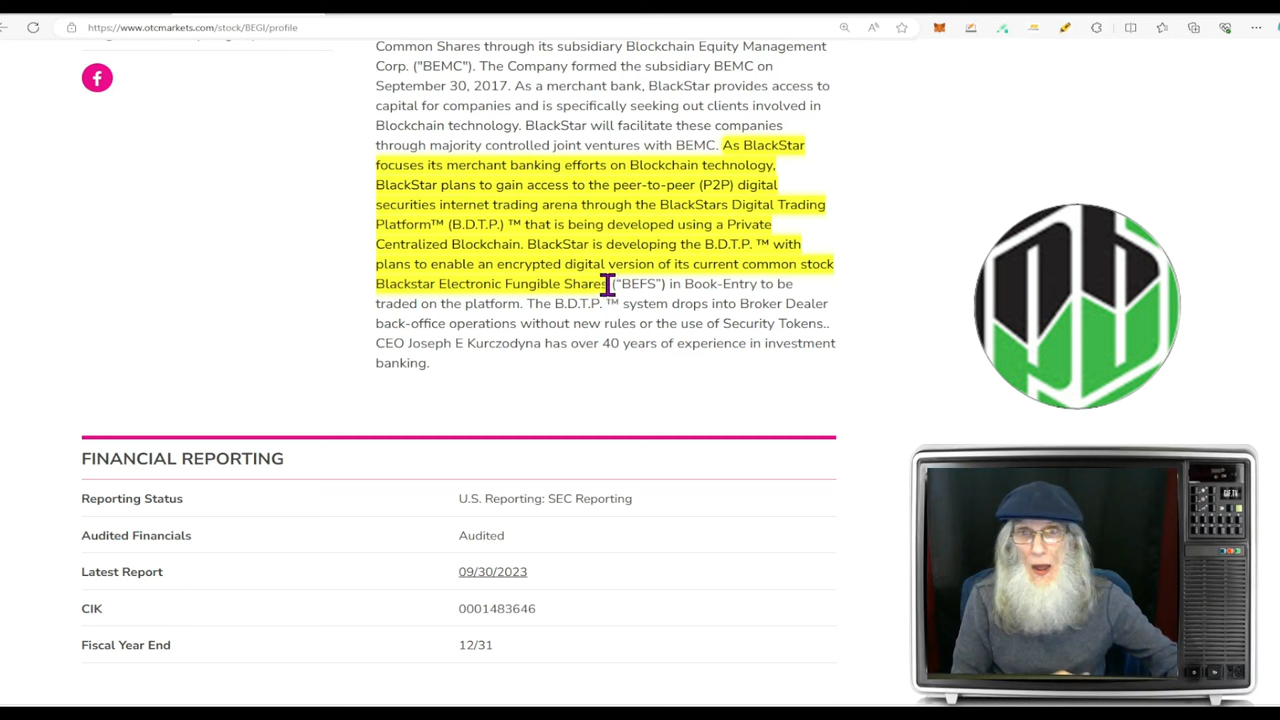 https://www.otcmarkets.com/stock/BEGI/profile
Common Shares through its subsidiary Blockchain Equity Management
Corp. ("BEMC"). The Company formed the subsidiary BEMC on
September 30, 2017. As a merchant bank, BlackStar provides access to
capital for companies and is specifically seeking out clients involved in
Blockchain technology. BlackStar will facilitate these companies
through majority controlled joint ventures with BEMC. As BlackStar
focuses its merchant banking efforts on Blockchain technology,
BlackStar plans to gain access to the peer-to-peer (P2P) digital
securities internet trading arena through the BlackStars Digital Trading
Platform™ (B.D.T.P.) ™ that is being developed using a Private
Centralized Blockchain. BlackStar is developing the B.D.T.P. ™ with
plans to enable an encrypted digital version of its current common stock
Blackstar Electronic Fungible Shares (“BEFS”) in Book-Entry to be
traded on the platform. The B.D.T.P. ™ system drops into Broker Dealer
back-office operations without new rules or the use of Security Tokens..
CEO Joseph E Kurczodyna has over 40 years of experience in investment
banking.
FINANCIAL REPORTING
Reporting Status U.S. Reporting: SEC Reporting
Audited Financials Audited
Latest Report 09/30/2023
CIK 0001483646
Fiscal Year End 12/31